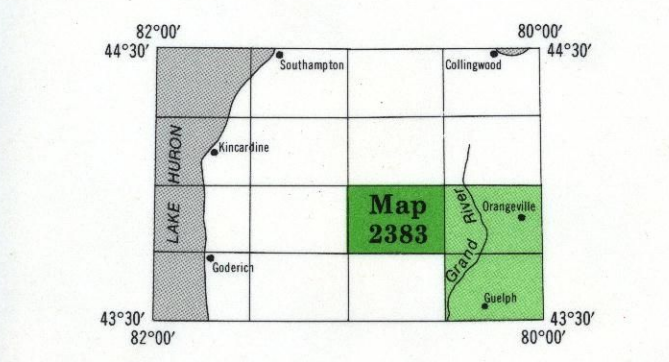 82°00′ 80°00′
44°30′ 44°30′
Southampton Collingwood
Kincardine
LAKE HURON
Map
2383
Grand River
Orangeville
Goderich
Guelph
43°30′ 43°30′
82°00′ 80°00′